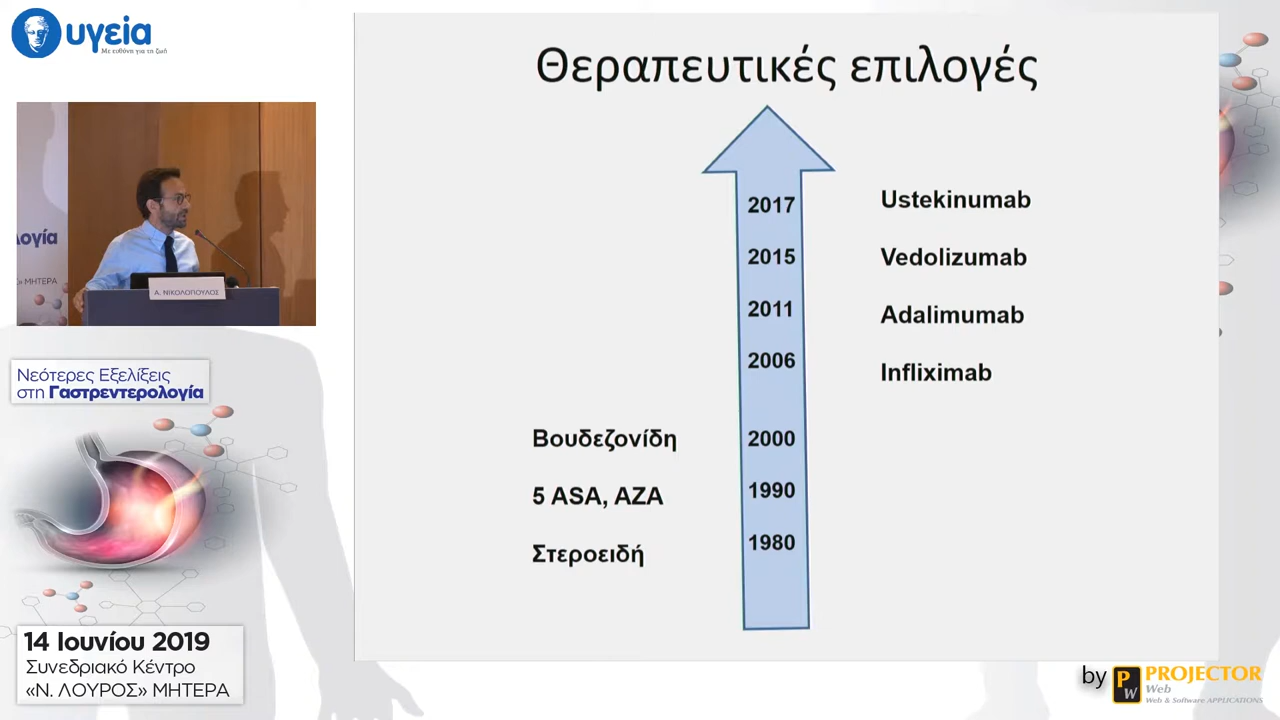 υγεία
Με ευθύνη για τη ζωή
Θεραπευτικές επιλογές
2017
Ustekinumab
2015
Vedolizumab
2011
Adalimumab
2006
Infliximab
Βουδεζονίδη
2000
5 ASA, AZA
1990
Στεροειδή
1980
λογία
ΜΗΤΕΡΑ
Α. ΝΙΚΟΛΟΠΟΥΛΟΣ
Νεότερες Εξελίξεις
στη Γαστρεντερολογία
14 Ιουνίου 2019
Συνεδριακό Κέντρο
«Ν. ΛΟΥΡΟΣ» ΜΗΤΕΡΑ
by PW PROJECTOR
Web
Web & Software APPLICATIONS